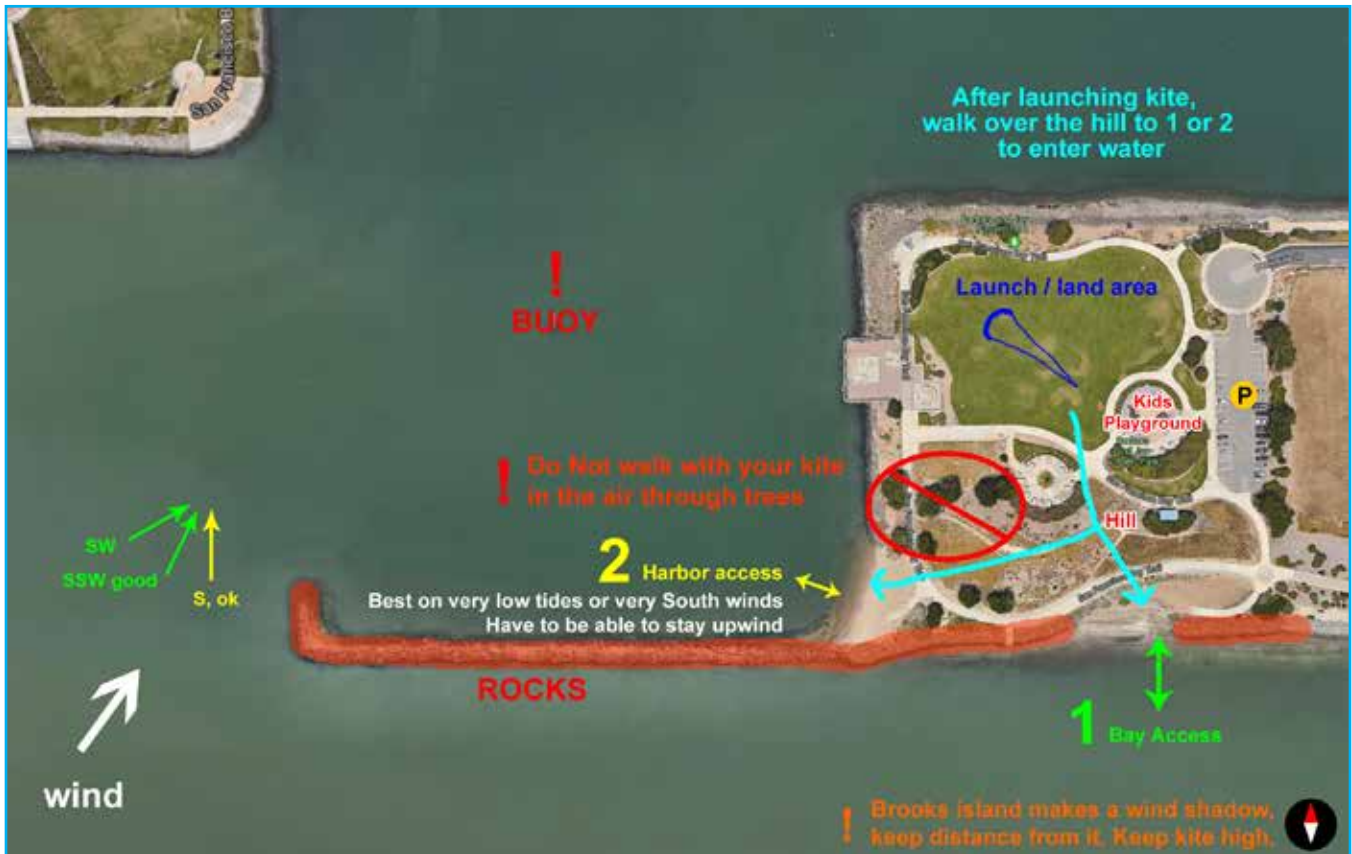 San Francisco B
After launching kite,
walk over the hill to 1 or 2
to enter water
!
BUOY
Launch / land area
P
Kids
Playground
! Do Not walk with your kite
in the air through trees
Hill
SW
SSW good
S, ok
2 Harbor access
Best on very low tides or very South winds
Have to be able to stay upwind
ROCKS
1 Bay Access
wind
! Brooks island makes a wind shadow,
keep distance from it. Keep kite high.